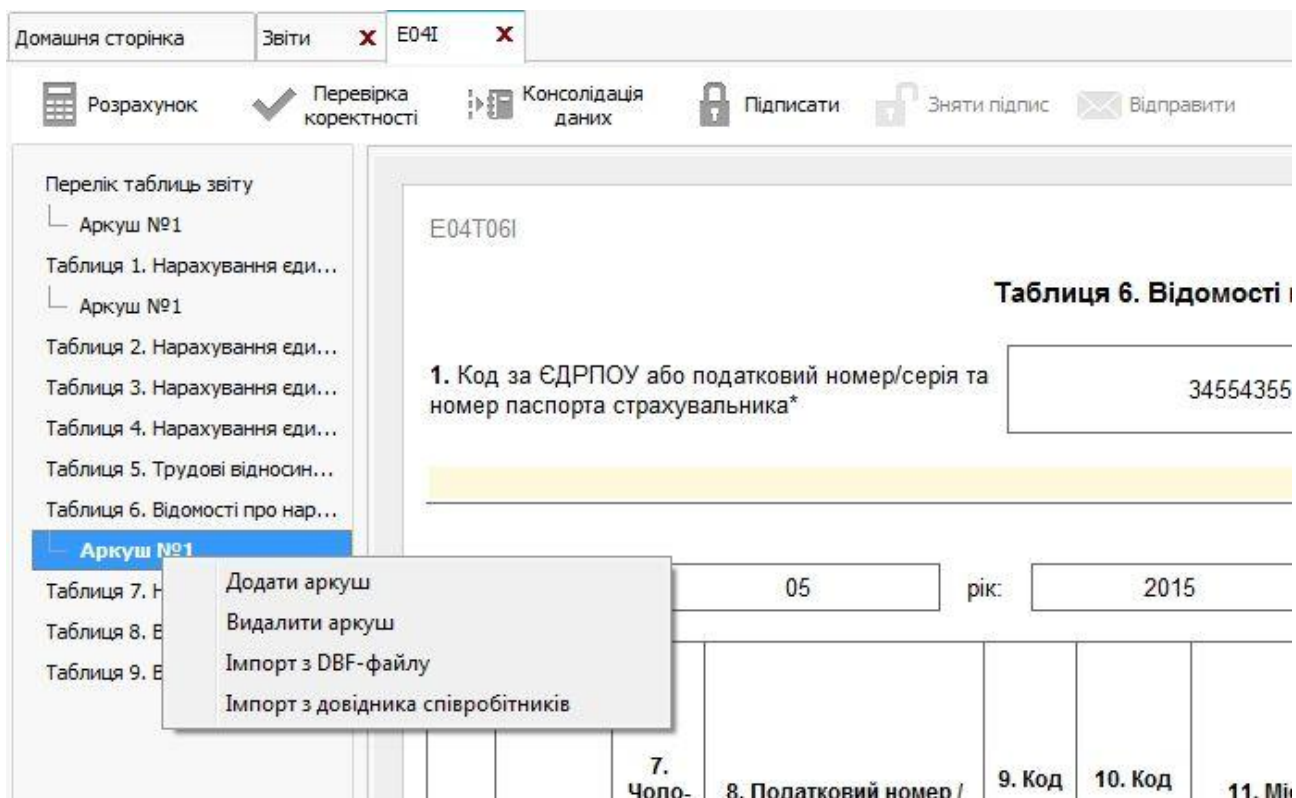 Домашня сторінка
Звіти
E04I
Розрахунок
Перевірка
коректності
Консолідація
даних
Підписати
Зняти підпис
Відправити
Перелік таблиць звіту
Аркуш №1
Таблиця 1. Нарахування єди...
Аркуш №1
Таблиця 2. Нарахування єди...
Таблиця 3. Нарахування єди...
Таблиця 4. Нарахування єди...
Таблиця 5. Трудові відносин...
Таблиця 6. Відомості про нар...
Аркуш №1
Таблиця 7. Н
Таблиця 8. В
Таблиця 9. В
Додати аркуш
Видалити аркуш
Імпорт з DBF-файлу
Імпорт з довідника співробітників
E04T06I
Таблиця 6. Відомості
1. Код за ЄДРПОУ або податковий номер/серія та
номер паспорта страхувальника*
34554355
05
рік:
2015
7.
Чоло-
8. Податковий номер /
9. Код
10. Код
11. Міс